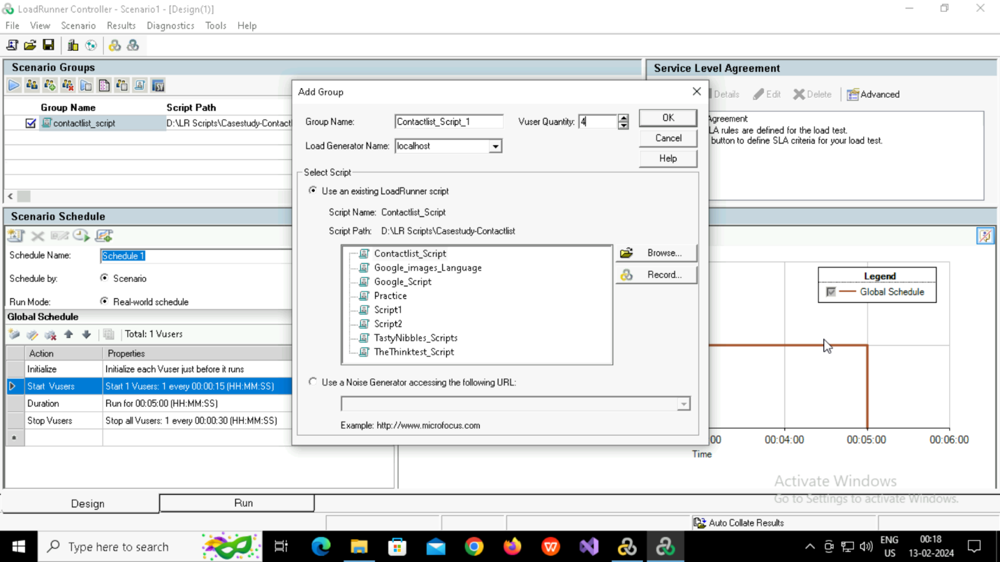 LoadRunner Controller - Scenario1 - [Design(1)]
File View Scenario Results Diagnostics Tools Help
Scenario Groups
Group Name Script Path
contactlist_script D:\LR Scripts\Casestudy-Contactl
Service Level Agreement
Details Edit Delete Advanced
Agreement
LA rules are defined for the load test.
button to define SLA criteria for your load test.
Add Group
Group Name: Contactlist_Script_1 Vuser Quantity: 4 OK
Load Generator Name: localhost Cancel
Help
Select Script
Use an existing LoadRunner script
Script Name: Contactlist_Script
Script Path: D:\LR Scripts\Casestudy-Contactlist
Contactlist_Script
Google_images_Language
Google_Script
Practice
Script1
Script2
TastyNibbles_Scripts
TheThinktest_Script
Browse...
Record...
Use a Noise Generator accessing the following URL:
Example: http://www.microfocus.com
Scenario Schedule
Schedule Name: Schedule 1
Schedule by: Scenario
Run Mode: Real-world schedule
Global Schedule
Total: 1 Vusers
Action Properties
Initialize Initialize each Vuser just before it runs
Start Vusers Start 1 Vusers: 1 every 00:00:15 (HH:MM:SS)
Duration Run for 00:05:00 (HH:MM:SS)
Stop Vusers Stop all Vusers: 1 every 00:00:30 (HH:MM:SS)
*
Legend
Global Schedule
00 00:04:00 00:05:00 00:06:00
Time
Activate Windows
Go to Settings to activate Windows.
Design Run
Auto Collate Results
Type here to search
ENG 00:18
US 13-02-2024